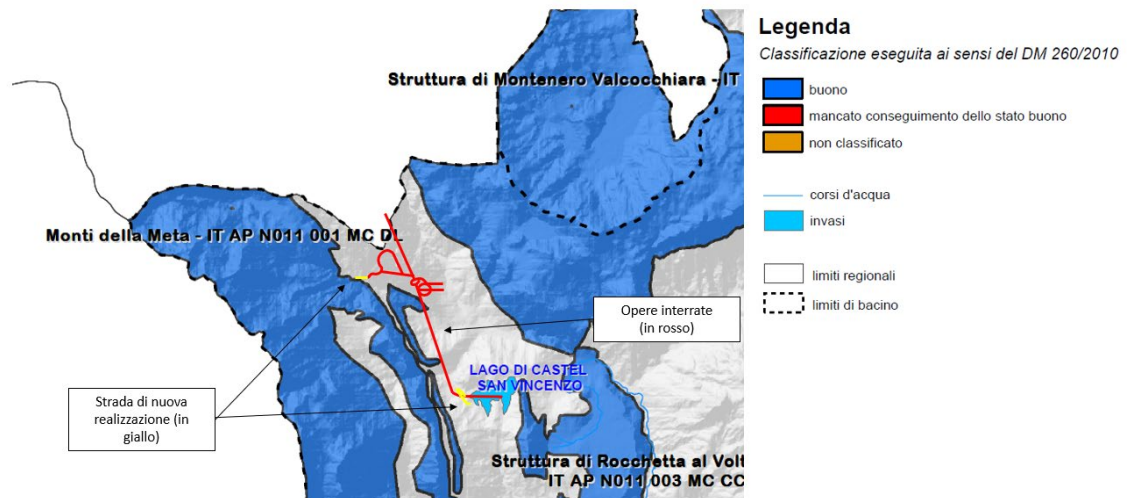 Struttura di Montenero Valcocchiara - IT
Monti della Meta - IT AP N011 001 MC DL
Opere interrate
(in rosso)
LAGO DI CASTEL
SAN VINCENZO
Strada di nuova
realizzazione (in
giallo)
Struttura di Rocchetta al Volt
IT AP N011 003 MC CC
Legenda
Classificazione eseguita ai sensi del DM 260/2010
buono
mancato conseguimento dello stato buono
non classificato
corsi d'acqua
invasi
limiti regionali
limiti di bacino